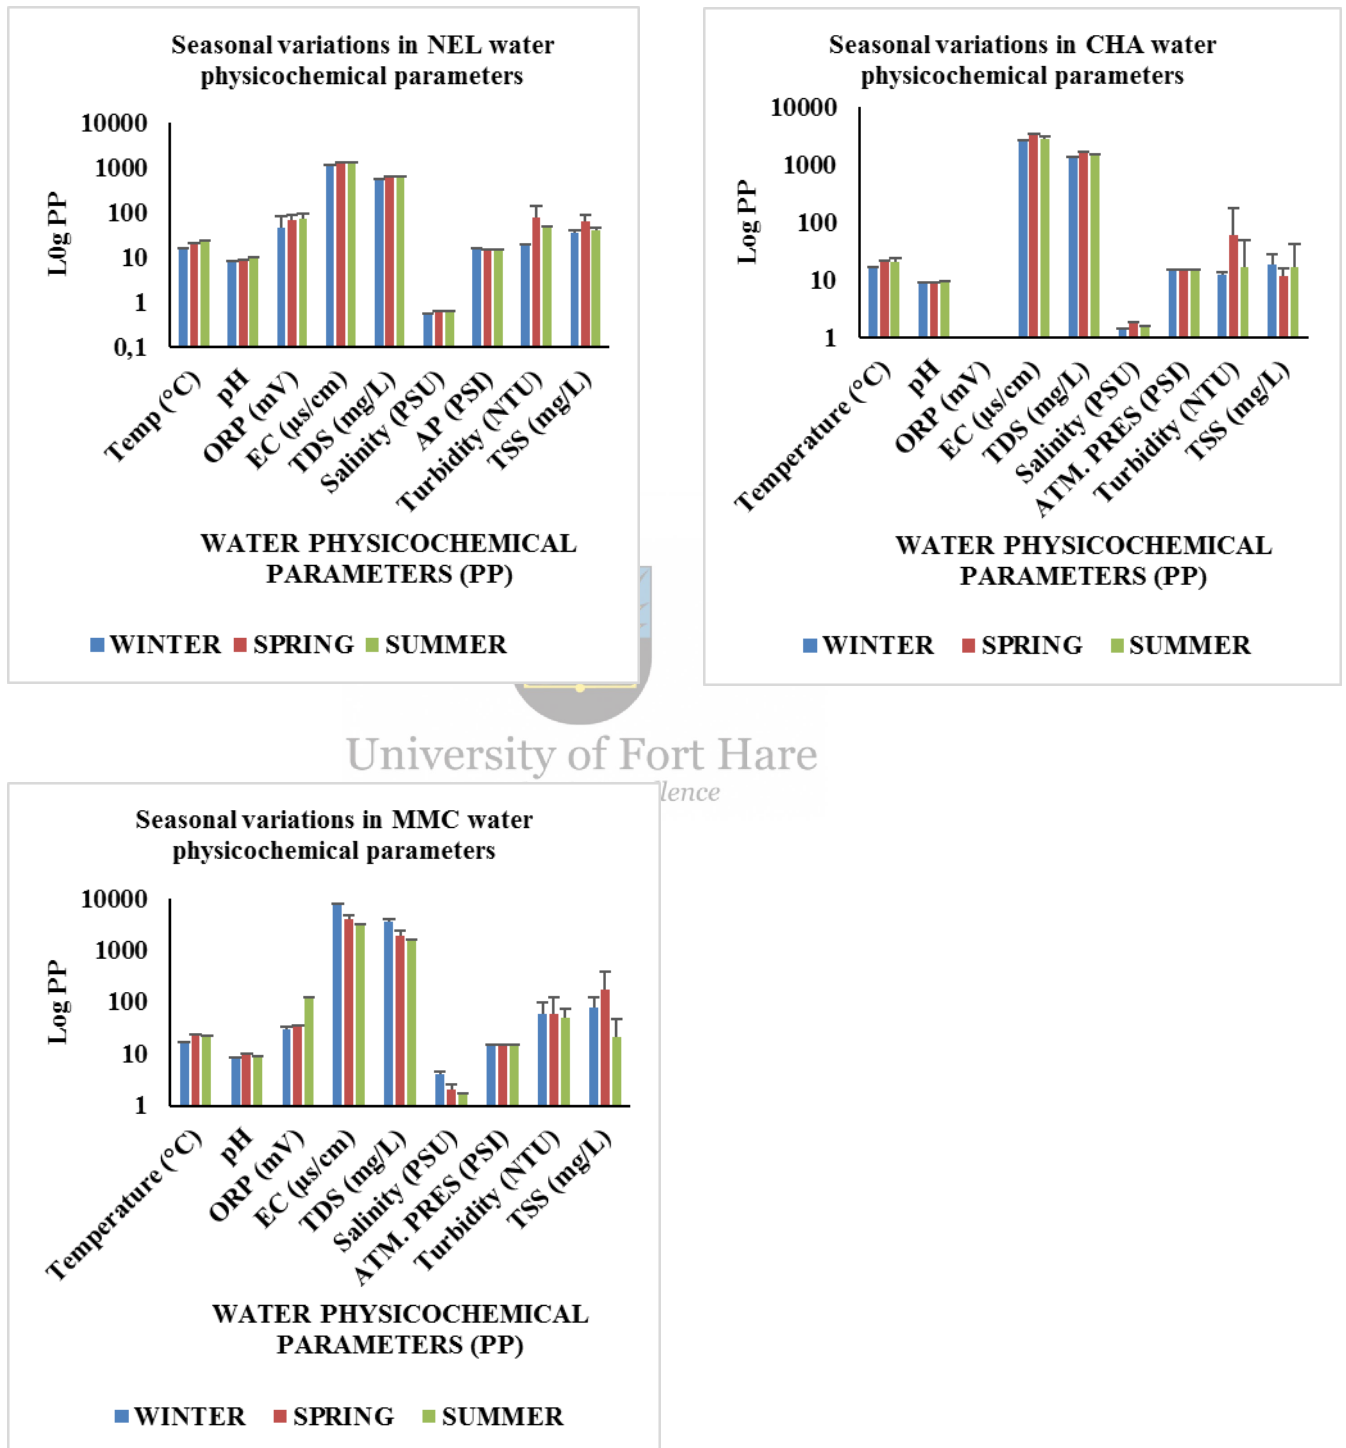 Seasonal variations in NEL water
physicochemical parameters
10000
1000
100
10
1
0,1
L0g PP
Temp (°C)
pH
ORP (mV)
EC (µs/cm)
TDS (mg/L)
Salinity (PSU)
AP (PSI)
Turbidity (NTU)
TSS (mg/L)
WATER PHYSICOCHEMICAL
PARAMETERS (PP)
WINTER SPRING SUMMER
Seasonal variations in CHA water
physicochemical parameters
10000
1000
100
10
1
Log PP
Temperature (°C)
pH
ORP (mV)
EC (µs/cm)
TDS (mg/L)
Salinity (PSU)
ATM. PRES (PSI)
Turbidity (NTU)
TSS (mg/L)
WATER PHYSICOCHEMICAL
PARAMETERS (PP)
WINTER SPRING SUMMER
University of Fort Hare
Seasonal variations in MMC water
physicochemical parameters
10000
1000
100
10
1
Log PP
Temperature (°C)
pH
ORP (mV)
EC (µs/cm)
TDS (mg/L)
Salinity (PSU)
ATM. PRES (PSI)
Turbidity (NTU)
TSS (mg/L)
WATER PHYSICOCHEMICAL
PARAMETERS (PP)
WINTER SPRING SUMMER